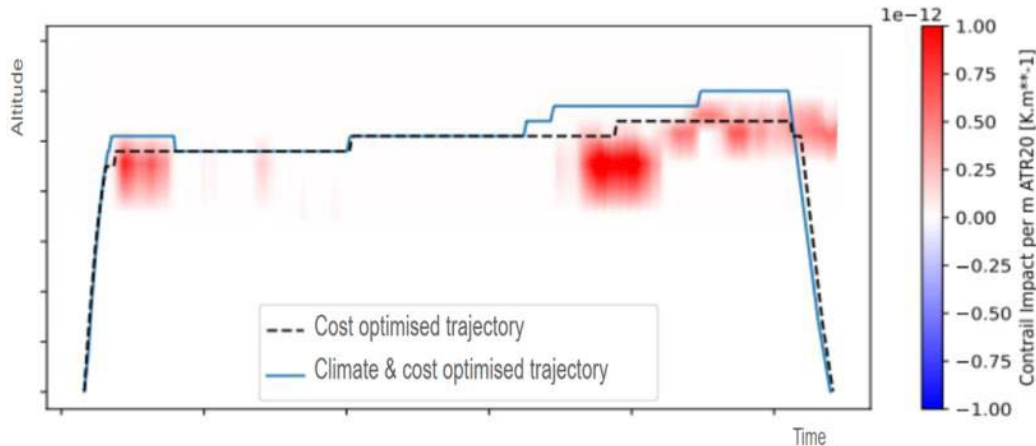 1e−12
Altitude
Cost optimised trajectory
Climate & cost optimised trajectory
Time
1.00
0.75
0.50
0.25
0.00
−0.25
−0.50
−0.75
−1.00
Contrail Impact per m ATR20 [K.m**-1]